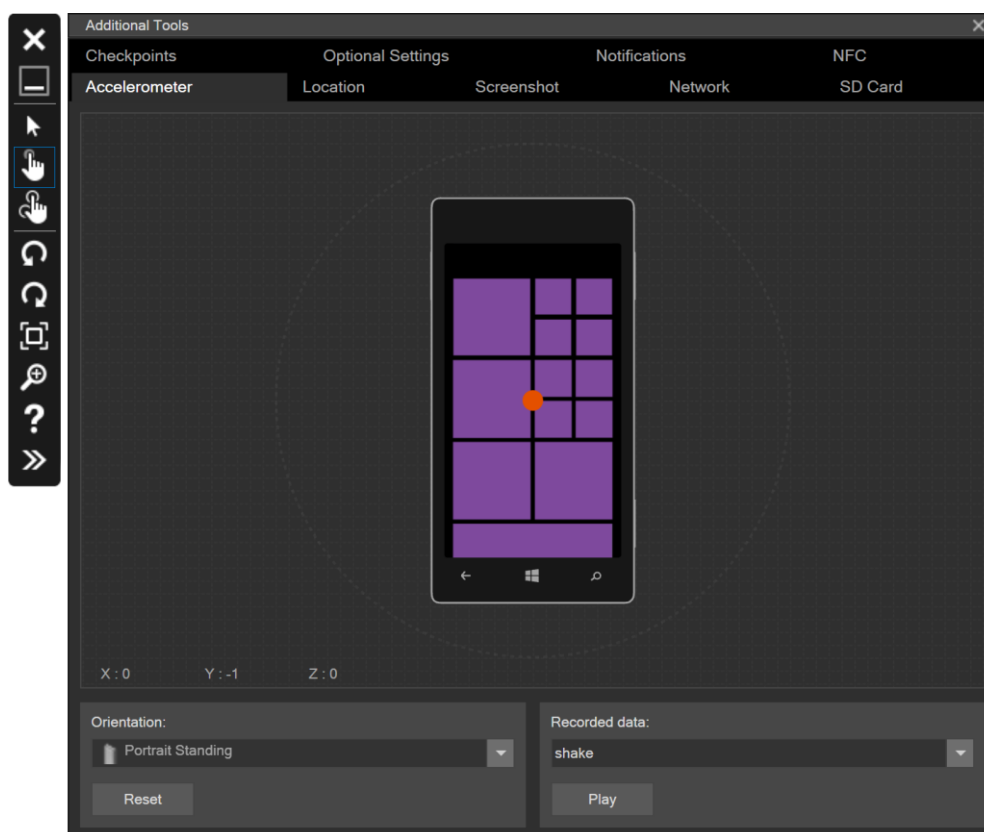 Additional Tools
Checkpoints Optional Settings Notifications NFC
Accelerometer Location Screenshot Network SD Card
X : 0 Y : -1 Z : 0
Orientation: Recorded data:
Portrait Standing shake
Reset Play